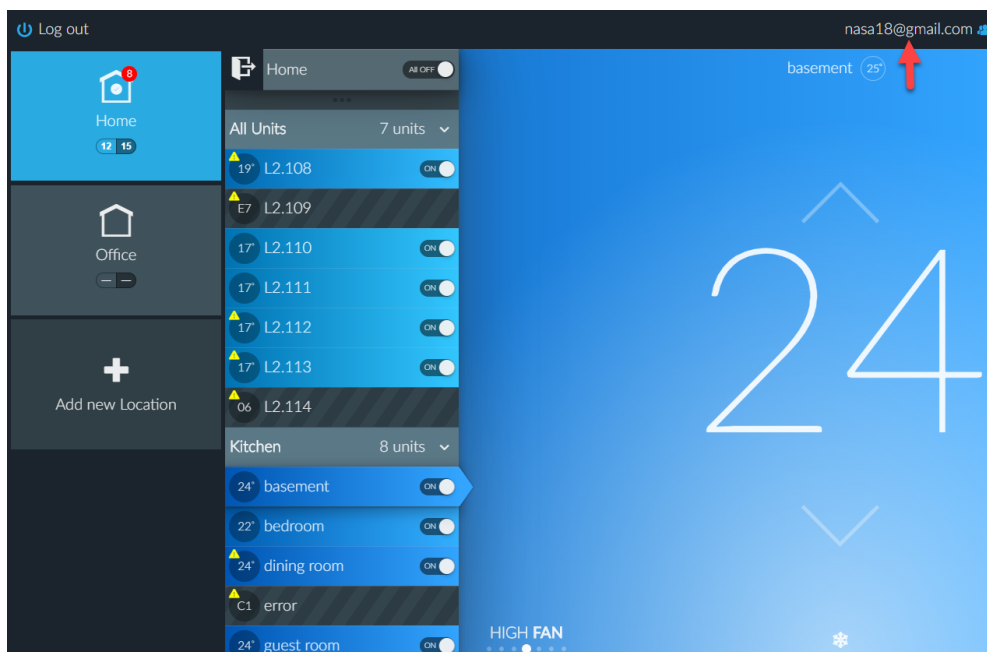 Log out
nasa18@gmail.com
8
Home
12 15
Office
Add new Location
Home
All OFF
All Units 7 units
19° L2.108 ON
E7 L2.109
17° L2.110 ON
17° L2.111 ON
17° L2.112 ON
17° L2.113 ON
06 L2.114
Kitchen 8 units
24° basement ON
22° bedroom ON
24° dining room ON
C1 error
24° guest room ON
basement 25°
24
HIGH FAN